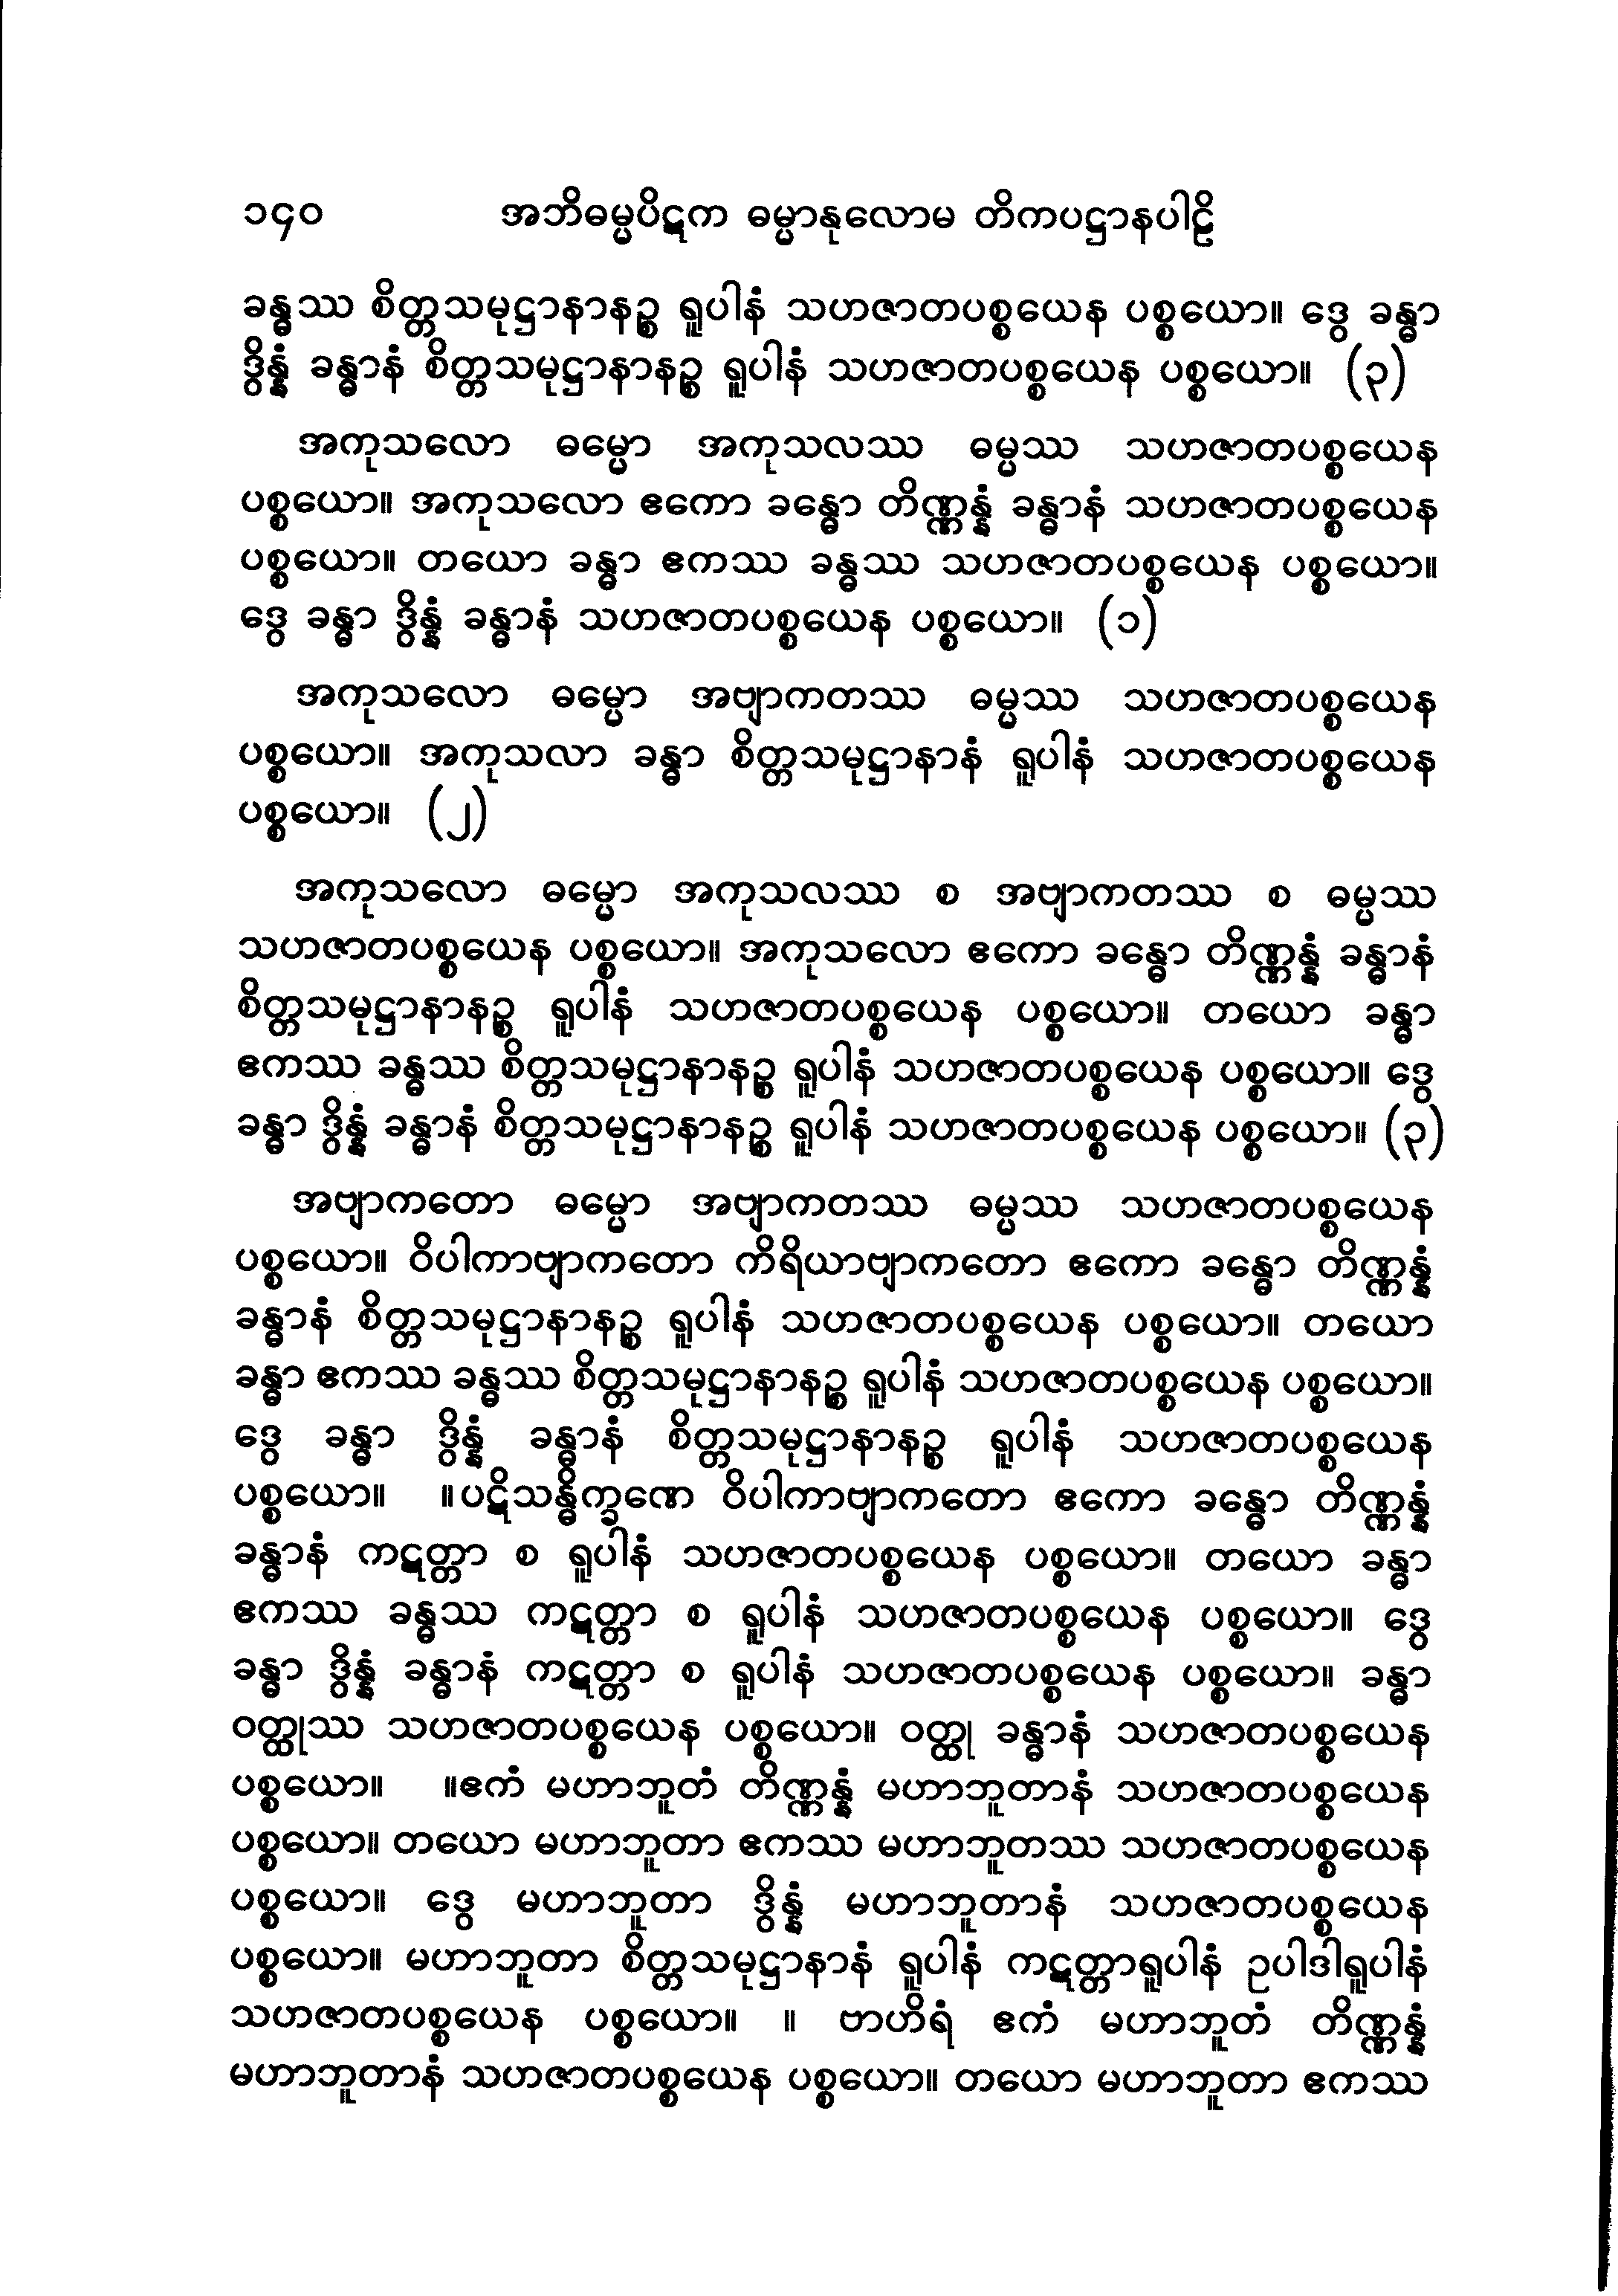 ၁၄၀ အဘိဓမ္မပိဋက ဓမ္မာနုလောမ တိကပဋ္ဌာနပါဠိ
ခန္ဓဿ စိတ္တသမုဋ္ဌာနာနဉ္စ ရူပါနံ သဟဇာတပစ္စယေန ပစ္စယော။ ဒွေ ခန္ဓာ
ဒွိန္နံ ခန္ဓာနံ စိတ္တသမုဋ္ဌာနာနဉ္စ ရူပါနံ သဟဇာတပစ္စယေန ပစ္စယော။ (၃)
အကုသလော ဓမ္မော အကုသလဿ ဓမ္မဿ သဟဇာတပစ္စယေန
ပစ္စယော။ အကုသလော ဧကော ခန္ဓော တိဏ္ဏန္နံ ခန္ဓာနံ သဟဇာတပစ္စယေန
ပစ္စယော။ တယော ခန္ဓာ ဧကဿ ခန္ဓဿ သဟဇာတပစ္စယေန ပစ္စယော။
ဒွေ ခန္ဓာ ဒွိန္နံ ခန္ဓာနံ သဟဇာတပစ္စယေန ပစ္စယော။ (၁)
အကုသလော ဓမ္မော အဗျာကတဿ ဓမ္မဿ သဟဇာတပစ္စယေန
ပစ္စယော။ အကုသလာ ခန္ဓာ စိတ္တသမုဋ္ဌာနာနံ ရူပါနံ သဟဇာတပစ္စယေန
ပစ္စယော။ (၂)
အကုသလော ဓမ္မော အကုသလဿ စ အဗျာကတဿ စ ဓမ္မဿ
သဟဇာတပစ္စယေန ပစ္စယော။ အကုသလော ဧကော ခန္ဓော တိဏ္ဏန္နံ ခန္ဓာနံ
စိတ္တသမုဋ္ဌာနာနဉ္စ ရူပါနံ သဟဇာတပစ္စယေန ပစ္စယော။ တယော ခန္ဓာ
ဧကဿ ခန္ဓဿ စိတ္တသမုဋ္ဌာနာနဉ္စ ရူပါနံ သဟဇာတပစ္စယေန ပစ္စယော။ ဒွေ
ခန္ဓာ ဒွိန္နံ ခန္ဓာနံ စိတ္တသမုဋ္ဌာနာနဉ္စ ရူပါနံ သဟဇာတပစ္စယေန ပစ္စယော။ (၃)
အဗျာကတော ဓမ္မော အဗျာကတဿ ဓမ္မဿ သဟဇာတပစ္စယေန
ပစ္စယော။ ဝိပါကာဗျာကတော ကိရိယာဗျာကတော ဧကော ခန္ဓော တိဏ္ဏန္နံ
ခန္ဓာနံ စိတ္တသမုဋ္ဌာနာနဉ္စ ရူပါနံ သဟဇာတပစ္စယေန ပစ္စယော။ တယော
ခန္ဓာ ဧကဿ ခန္ဓဿ စိတ္တသမုဋ္ဌာနာနဉ္စ ရူပါနံ သဟဇာတပစ္စယေန ပစ္စယော။
ဒွေ ခန္ဓာ ဒွိန္နံ ခန္ဓာနံ စိတ္တသမုဋ္ဌာနာနဉ္စ ရူပါနံ သဟဇာတပစ္စယေန
ပစ္စယော။ ။ပဋိသန္ဓိက္ခဏေ ဝိပါကာဗျာကတော ဧကော ခန္ဓော တိဏ္ဏန္နံ
ခန္ဓာနံ ကဋတ္တာ စ ရူပါနံ သဟဇာတပစ္စယေန ပစ္စယော။ တယော ခန္ဓာ
ဧကဿ ခန္ဓဿ ကဋတ္တာ စ ရူပါနံ သဟဇာတပစ္စယေန ပစ္စယော။ ဒွေ
ခန္ဓာ ဒွိန္နံ ခန္ဓာနံ ကဋတ္တာ စ ရူပါနံ သဟဇာတပစ္စယေန ပစ္စယော။ ခန္ဓာ
ဝတ္ထုဿ သဟဇာတပစ္စယေန ပစ္စယော။ ဝတ္ထု ခန္ဓာနံ သဟဇာတပစ္စယေန
ပစ္စယော။ ။ဧကံ မဟာဘူတံ တိဏ္ဏန္နံ မဟာဘူတာနံ သဟဇာတပစ္စယေန
ပစ္စယော။ တယော မဟာဘူတာ ဧကဿ မဟာဘူတဿ သဟဇာတပစ္စယေန
ပစ္စယော။ ဒွေ မဟာဘူတာ ဒွိန္နံ မဟာဘူတာနံ သဟဇာတပစ္စယေန
ပစ္စယော။ မဟာဘူတာ စိတ္တသမုဋ္ဌာနာနံ ရူပါနံ ကဋတ္တာရူပါနံ ဥပါဒါရူပါနံ
သဟဇာတပစ္စယေန ပစ္စယော။ ။ ဗာဟိရံ ဧကံ မဟာဘူတံ တိဏ္ဏန္နံ
မဟာဘူတာနံ သဟဇာတပစ္စယေန ပစ္စယော။ တယော မဟာဘူတာ ဧကဿ